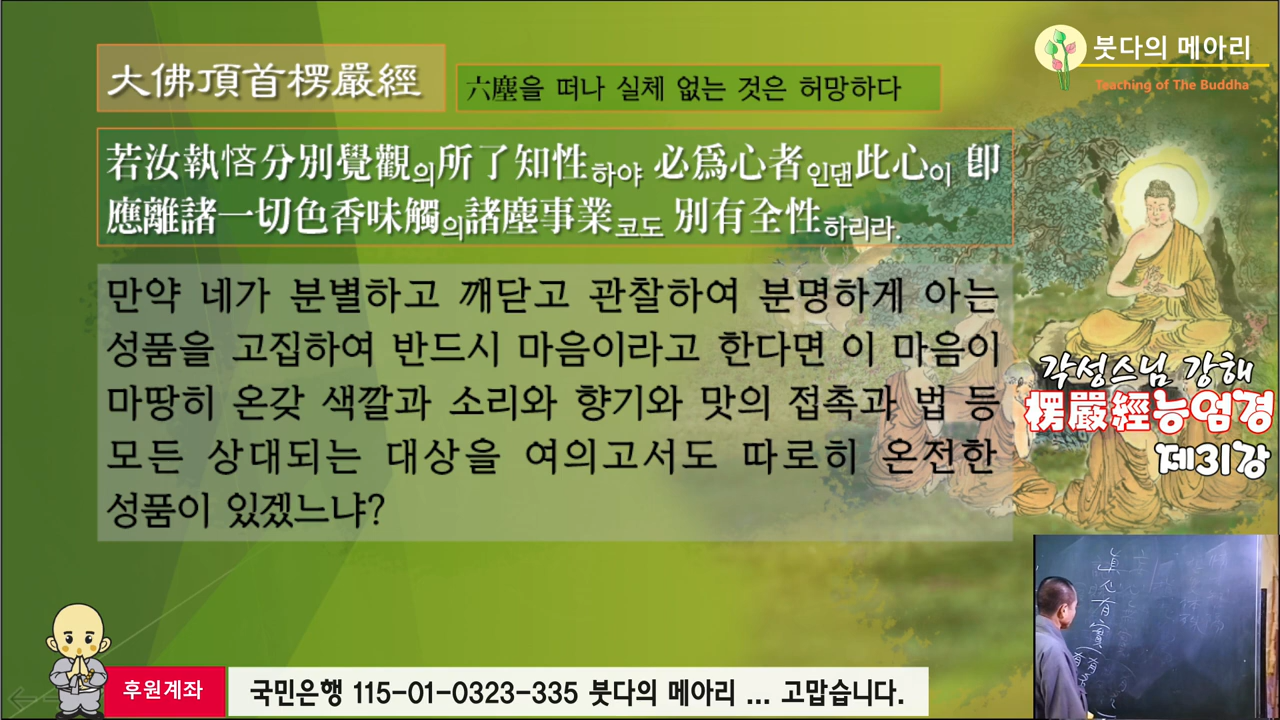 大佛頂首楞嚴經
六塵을 떠나 실체 없는 것은 허망하다
붓다의 메아리
Teaching of The Buddha
若汝執悋分別覺觀의所了知性하야 必爲心者인댄此心이 卽
應離諸一切色香味觸의諸塵事業코도 別有全性하리라.
만약 네가 분별하고 깨닫고 관찰하여 분명하게 아는
성품을 고집하여 반드시 마음이라고 한다면 이 마음이
마땅히 온갖 색깔과 소리와 향기와 맛의 접촉과 법 등
모든 상대되는 대상을 여의고서도 따로히 온전한
성품이 있겠느냐?
각성스님 강해
楞嚴經능엄경
제31강
후원계좌
국민은행 115-01-0323-335 붓다의 메아리 ... 고맙습니다.